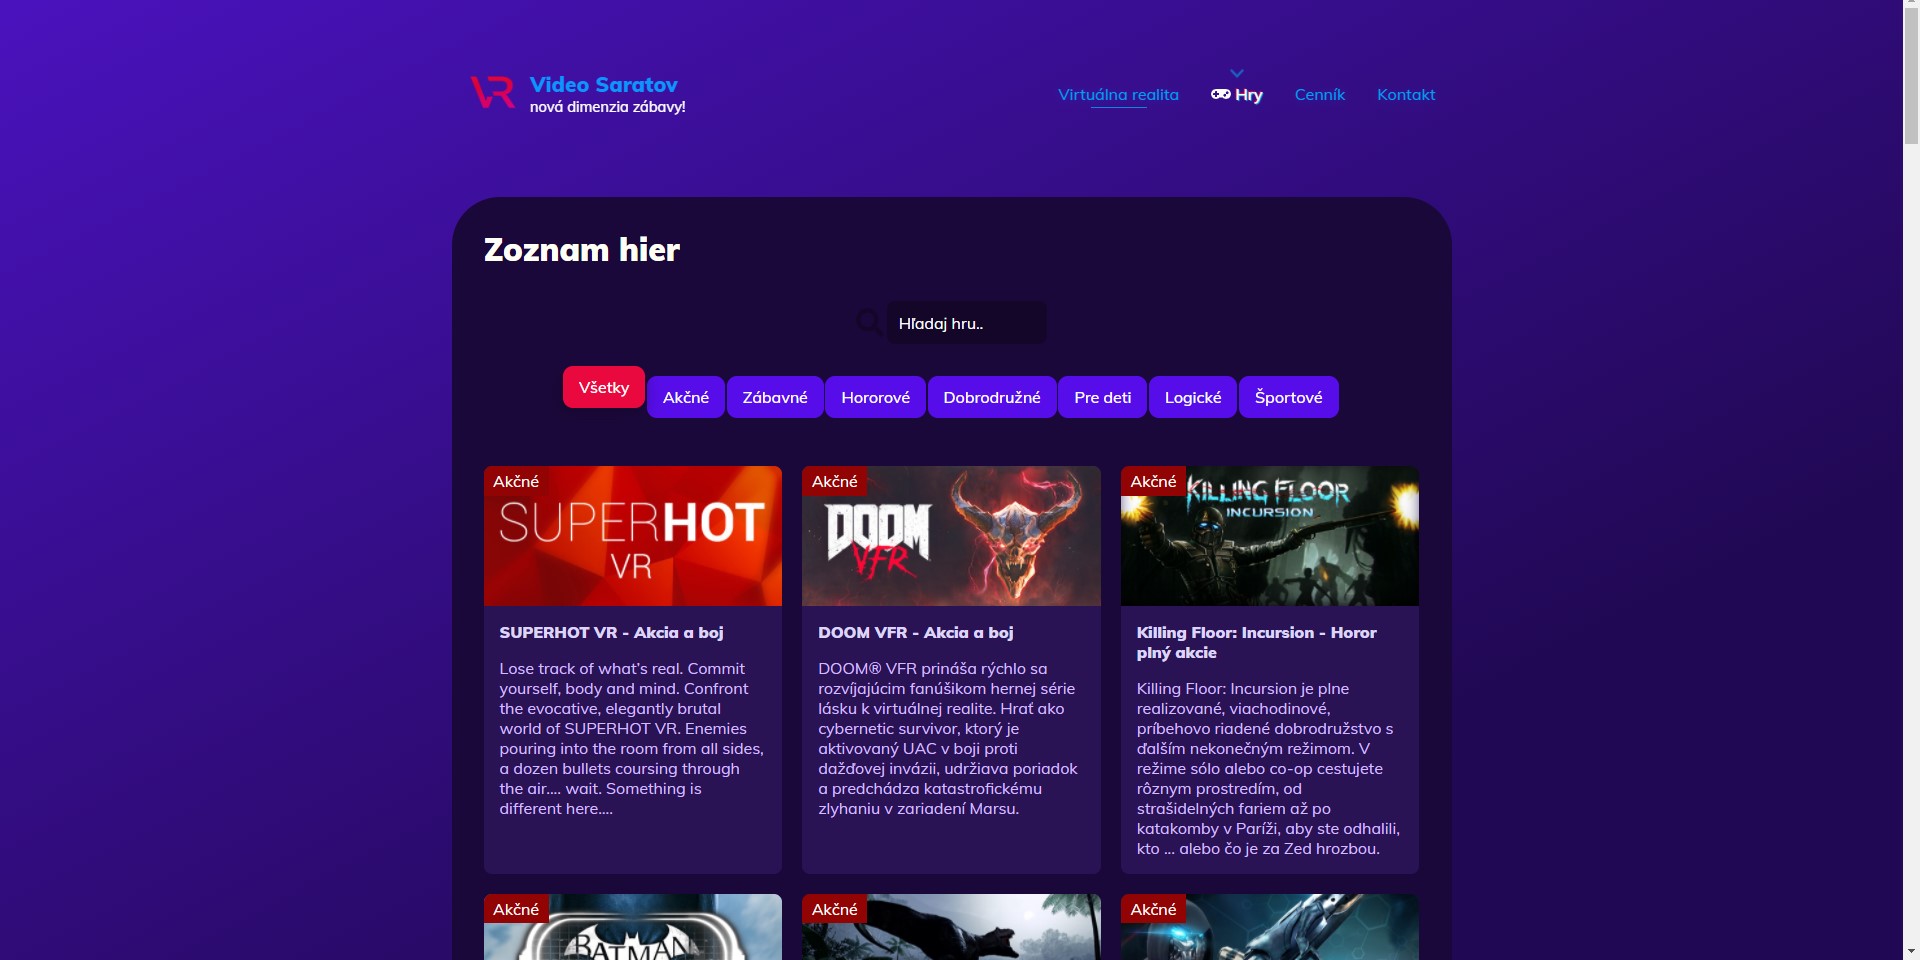 VR
Video Saratov
nová dimenzia zábavy!
Virtuálna realita
Hry
Cenník
Kontakt
Zoznam hier
Hľadaj hru..
Všetky
Akčné
Zábavné
Hororové
Dobrodružné
Pre deti
Logické
Športové
Akčné
SUPERHOT
VR
SUPERHOT VR - Akcia a boj
Lose track of what's real. Commit
yourself, body and mind. Confront
the evocative, elegantly brutal
world of SUPERHOT VR. Enemies
pouring into the room from all sides,
a dozen bullets coursing through
the air.... wait. Something is
different here....
Akčné
DOOM
VFR
DOOM VFR - Akcia a boj
DOOM® VFR prináša rýchlo sa
rozvíjajúcim fanúšikom hernej série
lásku k virtuálnej realite. Hrať ako
cybernetic survivor, ktorý je
aktivovaný UAC v boji proti
dažďovej invázii, udržiava poriadok
a predchádza katastrofickému
zlyhaniu v zariadení Marsu.
Akčné
KILLING FLOOR
INCURSION
Killing Floor: Incursion - Horor
plný akcie
Killing Floor: Incursion je plne
realizované, viachodinové,
príbehovo riadené dobrodružstvo s
ďalším nekonečným režimom. V
režime sólo alebo co-op cestujete
rôznym prostredím, od
strašidelných fariem až po
katakomby v Paríži, aby ste odhalili,
kto ... alebo čo je za Zed hrozbou.
Akčné
BATMAN
Akčné
Akčné